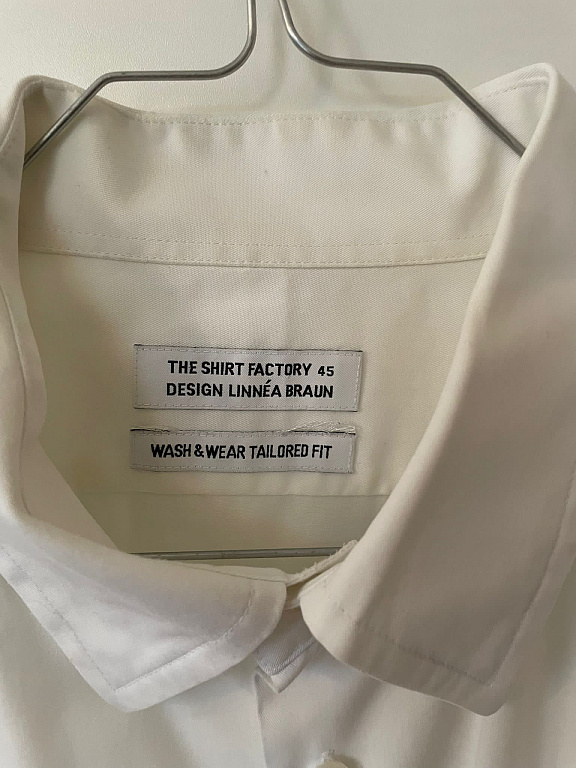 THE SHIRT FACTORY 45
DESIGN LINNÉA BRAUN
WASH & WEAR TAILORED FIT